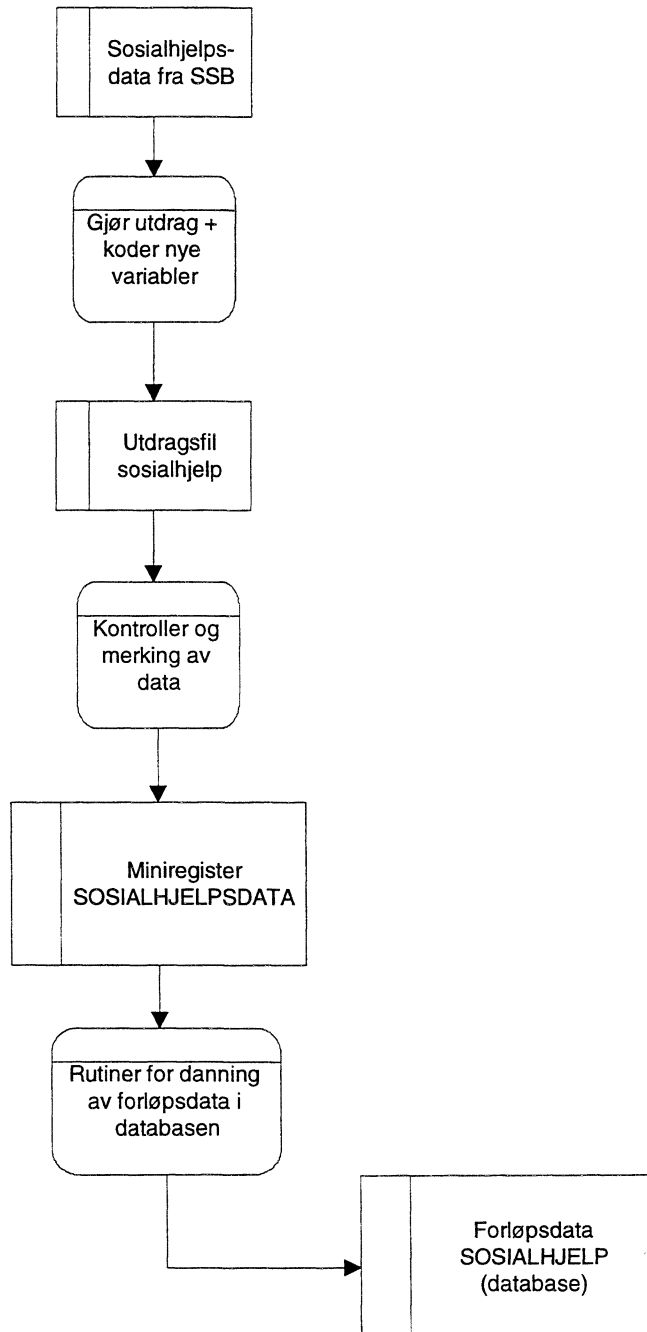 Sosialhjelps-
data fra SSB
Gjør utdrag +
koder nye
variabler
Utdragsfil
sosialhjelp
Kontroller og
merking av
data
Miniregister
SOSIALHJELPSDATA
Rutiner for danning
av forløpsdata i
databasen
Forløpsdata
SOSIALHJELP
(database)